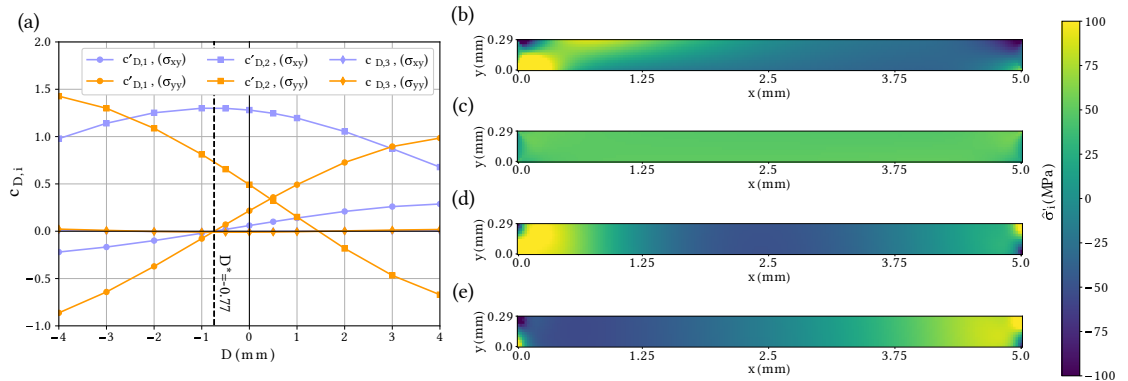 (a)
2.0
1.5
1.0
0.5
0.0
−0.5
−1.0
c D, i
c′D,1 , (σxy)
c′D,2 , (σxy)
c D,3 , (σxy)
c′D,1 , (σyy)
c′D,2 , (σyy)
c D,3 , (σyy)
D*=-0.77
−4 −3 −2 −1 0 1 2 3 4
D (mm)
(b)
y (mm)
0.29
0.0
0.0 1.25 2.5 3.75 5.0
x (mm)
(c)
y (mm)
0.29
0.0
0.0 1.25 2.5 3.75 5.0
x (mm)
(d)
y (mm)
0.29
0.0
0.0 1.25 2.5 3.75 5.0
x (mm)
(e)
y (mm)
0.29
0.0
0.0 1.25 2.5 3.75 5.0
x (mm)
σ̄i (MPa)
100
75
50
25
0
−25
−50
−75
−100